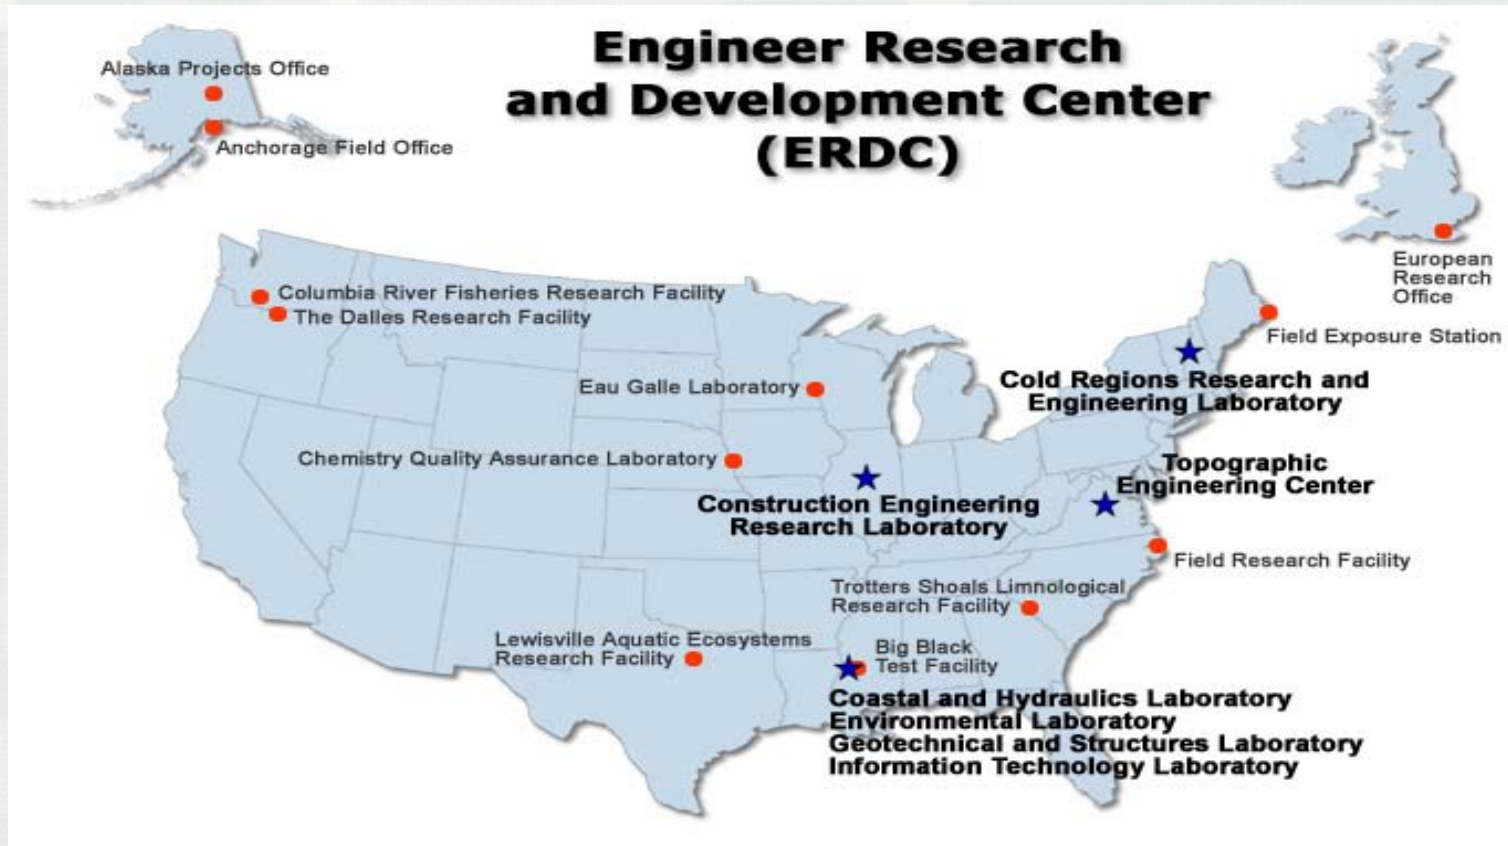 Engineer Research
and Development Center
(ERDC)
Alaska Projects Office
Anchorage Field Office
European
Research
Office
Columbia River Fisheries Research Facility
The Dalles Research Facility
Field Exposure Station
Eau Galle Laboratory
Cold Regions Research and
Engineering Laboratory
Chemistry Quality Assurance Laboratory
Topographic
Engineering Center
Construction Engineering
Research Laboratory
Field Research Facility
Trotters Shoals Limnological
Research Facility
Lewisville Aquatic Ecosystems
Research Facility
Big Black
Test Facility
Coastal and Hydraulics Laboratory
Environmental Laboratory
Geotechnical and Structures Laboratory
Information Technology Laboratory